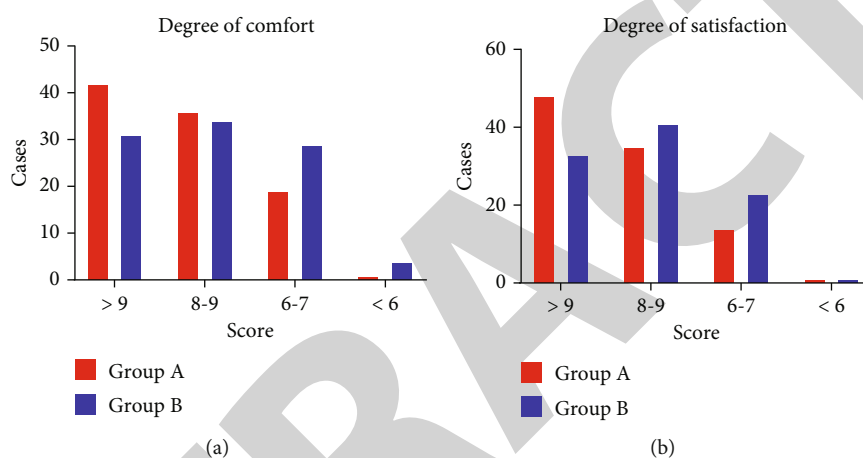 Degree of comfort
50
40
30
20
10
0
Cases
> 9 8-9 6-7 < 6
Score
Group A
Group B
(a)
Degree of satisfaction
60
40
20
0
Cases
> 9 8-9 6-7 < 6
Score
Group A
Group B
(b)